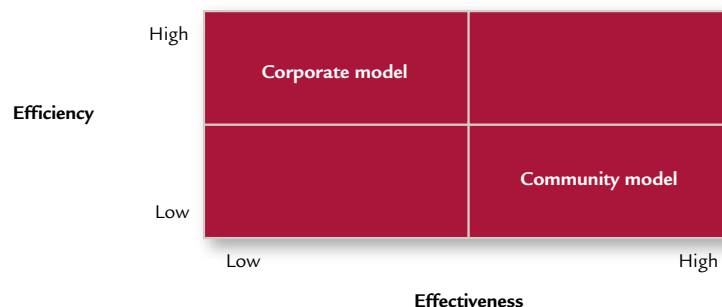 High
Corporate model
Efficiency
Community model
Low
Low
High
Effectiveness